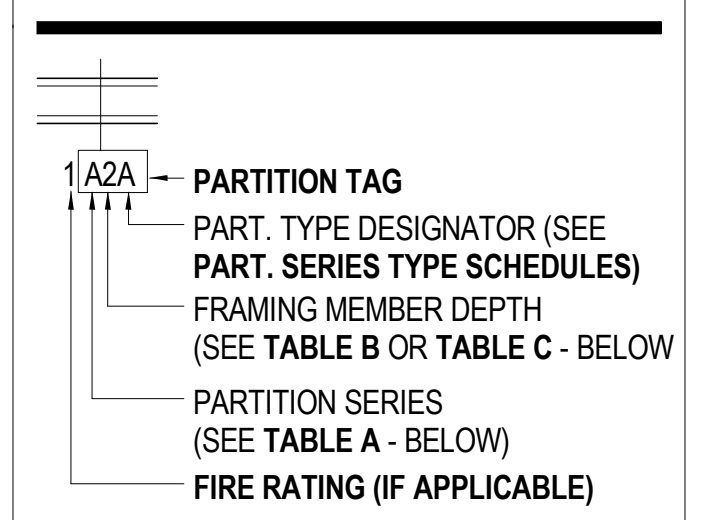 1 A2A PARTITION TAG
PART. TYPE DESIGNATOR (SEE
PART. SERIES TYPE SCHEDULES)
FRAMING MEMBER DEPTH
(SEE TABLE B OR TABLE C - BELOW
PARTITION SERIES
(SEE TABLE A - BELOW)
FIRE RATING (IF APPLICABLE)